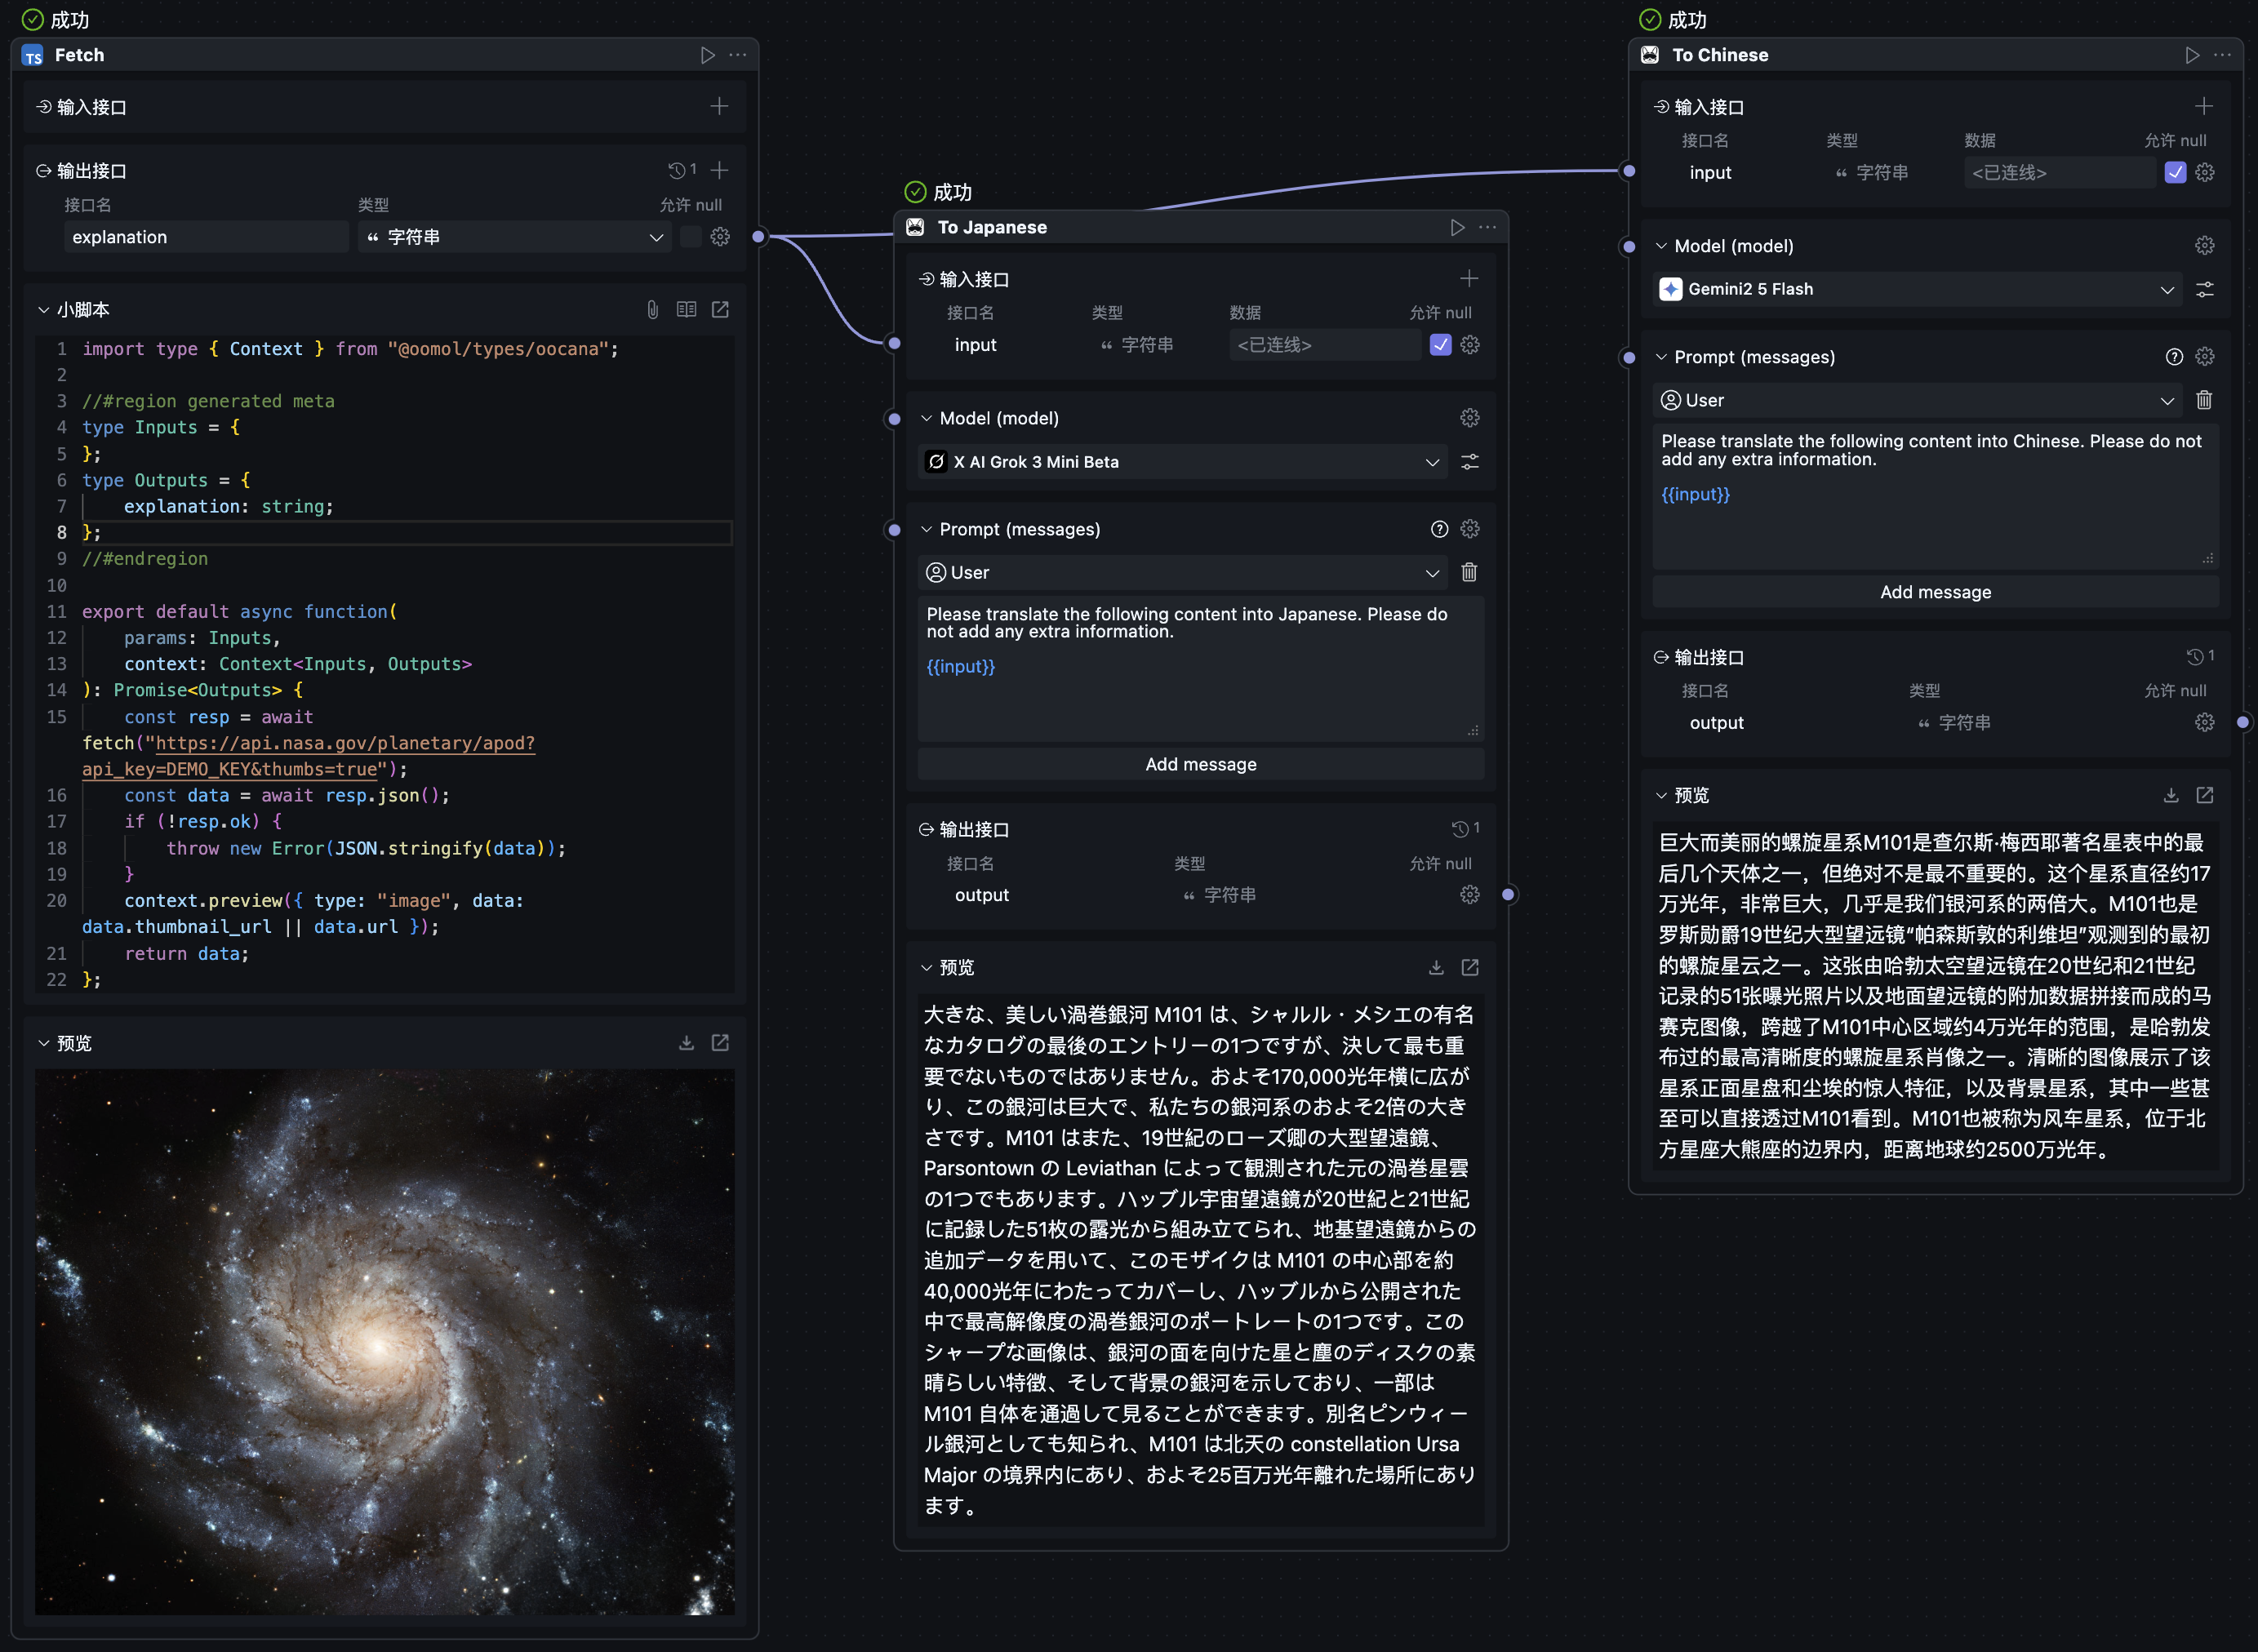 成功
TS Fetch
输入接口
输出接口 1
接口名 类型 允许 null
explanation “ 字符串
小脚本
1 import type { Context } from "@oomol/types/oocana";
2
3 //#region generated meta
4 type Inputs = {
5 };
6 type Outputs = {
7 explanation: string;
8 };
9 //#endregion
10
11 export default async function(
12 params: Inputs,
13 context: Context<Inputs, Outputs>
14 ): Promise<Outputs> {
15 const resp = await
fetch("https://api.nasa.gov/planetary/apod?
api_key=DEMO_KEY&thumbs=true");
16 const data = await resp.json();
17 if (!resp.ok) {
18 throw new Error(JSON.stringify(data));
19 }
20 context.preview({ type: "image", data:
data.thumbnail_url || data.url });
21 return data;
22 };
预览
成功
To Japanese
输入接口
接口名 类型 数据 允许 null
input “ 字符串 <已连线>
Model (model)
X AI Grok 3 Mini Beta
Prompt (messages)
User
Please translate the following content into Japanese. Please do
not add any extra information.
{{input}}
Add message
输出接口 1
接口名 类型 允许 null
output “ 字符串
预览
大きな、美しい渦巻銀河 M101 は、シャルル・メシエの有名
なカタログの最後のエントリーの1つですが、決して最も重
要でないものではありません。およそ170,000光年横に広が
り、この銀河は巨大で、私たちの銀河系のおよそ2倍の大き
さです。M101 はまた、19世紀のローズ卿の大型望遠鏡、
Parsontown の Leviathan によって観測された元の渦巻星雲
の1つでもあります。ハッブル宇宙望遠鏡が20世紀と21世紀
に記録した51枚の露光から組み立てられ、地基望遠鏡からの
追加データを用いて、このモザイクは M101 の中心部を約
40,000光年にわたってカバーし、ハッブルから公開された
中で最高解像度の渦巻銀河のポートレートの1つです。この
シャープな画像は、銀河の面を向けた星と塵のディスクの素
晴らしい特徴、そして背景の銀河を示しており、一部は
M101 自体を通過して見ることができます。別名ピンウィー
ル銀河としても知られ、M101 は北天の constellation Ursa
Major の境界内にあり、およそ25百万光年離れた場所にあり
ます。
成功
To Chinese
输入接口
接口名 类型 数据 允许 null
input “ 字符串 <已连线>
Model (model)
Gemini2 5 Flash
Prompt (messages)
User
Please translate the following content into Chinese. Please do not
add any extra information.
{{input}}
Add message
输出接口 1
接口名 类型 允许 null
output “ 字符串
预览
巨大而美丽的螺旋星系M101是查尔斯·梅西耶著名星表中的最
后几个天体之一，但绝对不是最不重要的。这个星系直径约17
万光年，非常巨大，几乎是我们银河系的两倍大。M101也是
罗斯勋爵19世纪大型望远镜“帕森斯敦的利维坦”观测到的最初
的螺旋星云之一。这张由哈勃太空望远镜在20世纪和21世纪
记录的51张曝光照片以及地面望远镜的附加数据拼接而成的马
赛克图像，跨越了M101中心区域约4万光年的范围，是哈勃发
布过的最高清晰度的螺旋星系肖像之一。清晰的图像展示了该
星系正面星盘和尘埃的惊人特征，以及背景星系，其中一些甚
至可以直接透过M101看到。M101也被称为风车星系，位于北
方星座大熊座的边界内，距离地球约2500万光年。